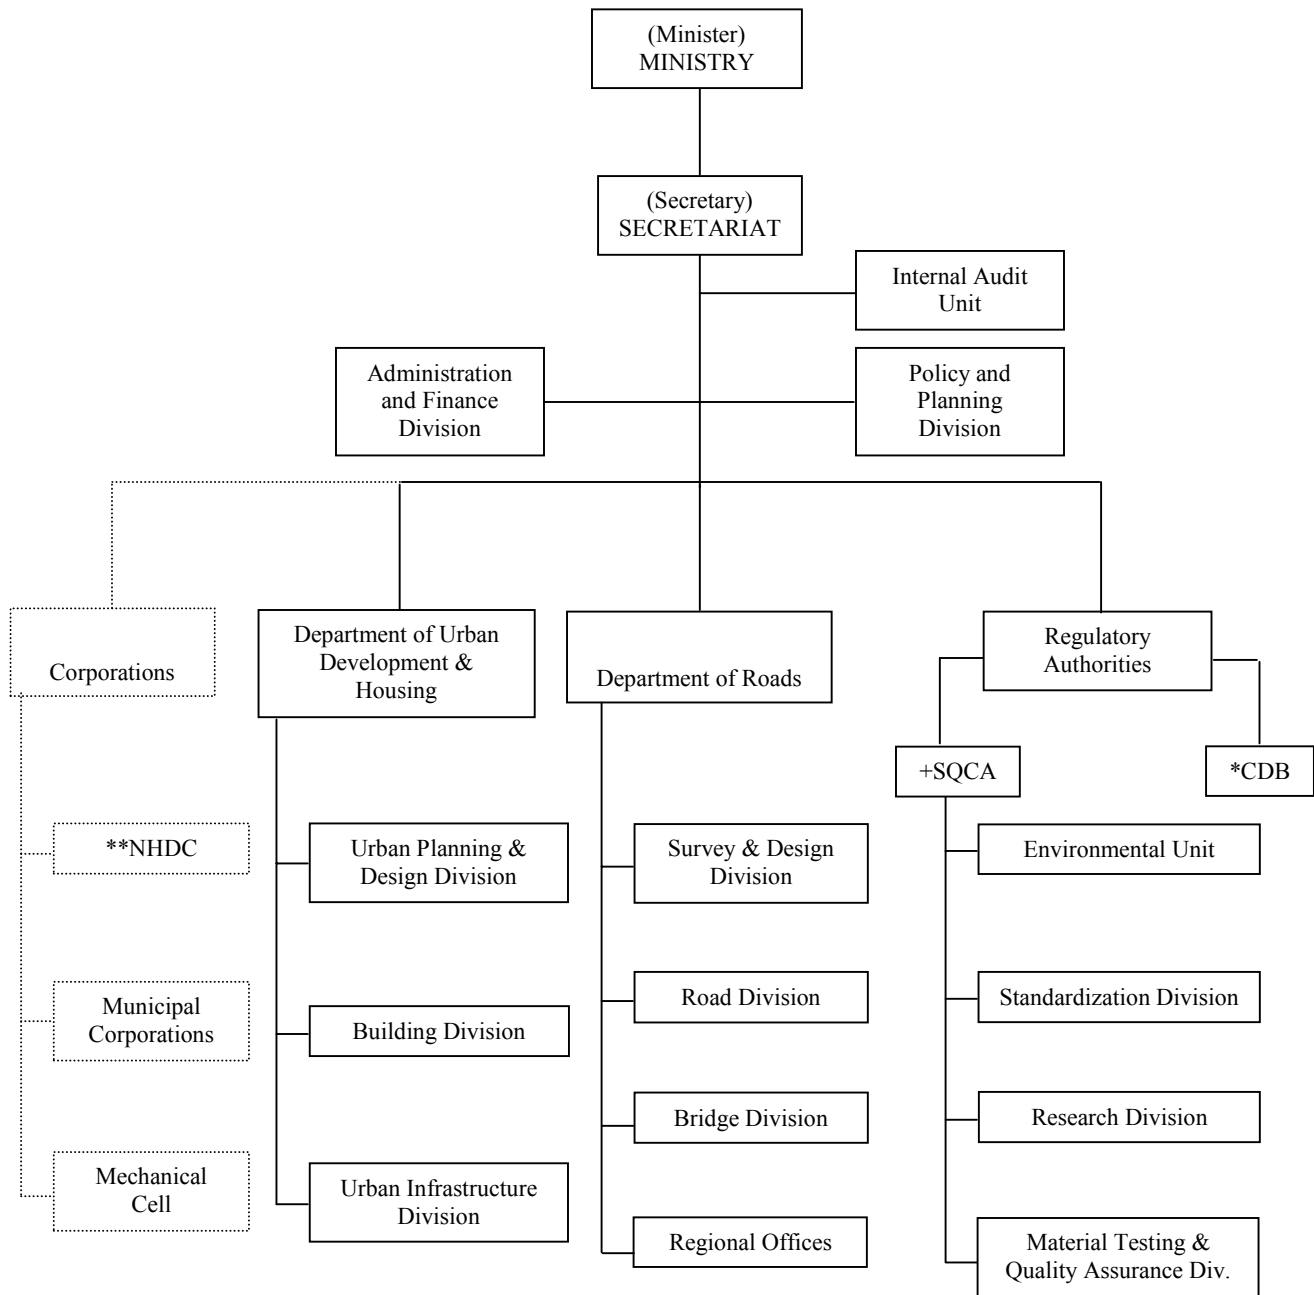 (Minister)
MINISTRY
(Secretary)
SECRETARIAT
Internal Audit
Unit
Administration
and Finance
Division
Policy and
Planning
Division
Corporations
Department of Urban
Development &
Housing
Department of Roads
Regulatory
Authorities
+SQCA
*CDB
**NHDC
Municipal
Corporations
Mechanical
Cell
Urban Planning &
Design Division
Building Division
Urban Infrastructure
Division
Survey & Design
Division
Road Division
Bridge Division
Regional Offices
Environmental Unit
Standardization Division
Research Division
Material Testing &
Quality Assurance Div.